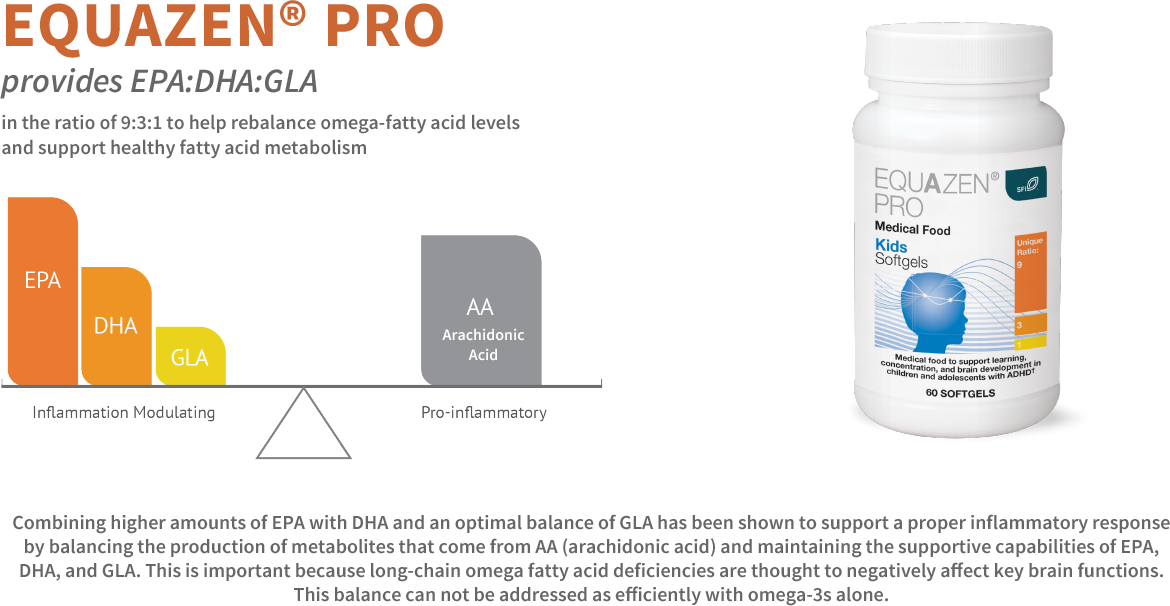 EQUAZEN® PRO
provides EPA:DHA:GLA
in the ratio of 9:3:1 to help rebalance omega-fatty acid levels
and support healthy fatty acid metabolism
EPA
DHA
GLA
AA
Arachidonic
Acid
Inflammation Modulating
Pro-inflammatory
EQUAZEN®
PRO
SFI
Medical Food
Kids
Softgels
Unique
Ratio:
9
3
1
Medical food to support learning,
concentration, and brain development in
children and adolescents with ADHD†
60 SOFTGELS
Combining higher amounts of EPA with DHA and an optimal balance of GLA has been shown to support a proper inflammatory response
by balancing the production of metabolites that come from AA (arachidonic acid) and maintaining the supportive capabilities of EPA,
DHA, and GLA. This is important because long-chain omega fatty acid deficiencies are thought to negatively affect key brain functions.
This balance can not be addressed as efficiently with omega-3s alone.